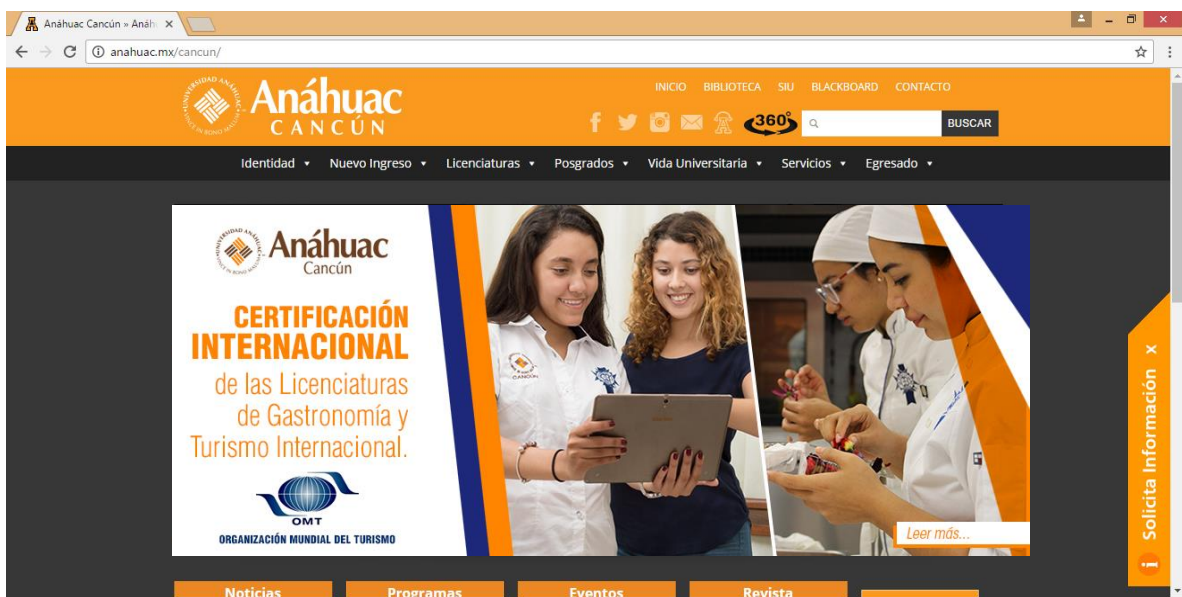 Anáhuac Cancún » Anáh
anahuac.mx/cancun/
Anáhuac
CANCÚN
INICIO BIBLIOTECA SIU BLACKBOARD CONTACTO
360°
BUSCAR
Identidad Nuevo Ingreso Licenciaturas Posgrados Vida Universitaria Servicios Egresado
Anáhuac
Cancún
CERTIFICACIÓN
INTERNACIONAL
de las Licenciaturas
de Gastronomía y
Turismo Internacional.
OMT
ORGANIZACIÓN MUNDIAL DEL TURISMO
Leer más...
Solicita Información X
Noticias Programas Eventos Revista